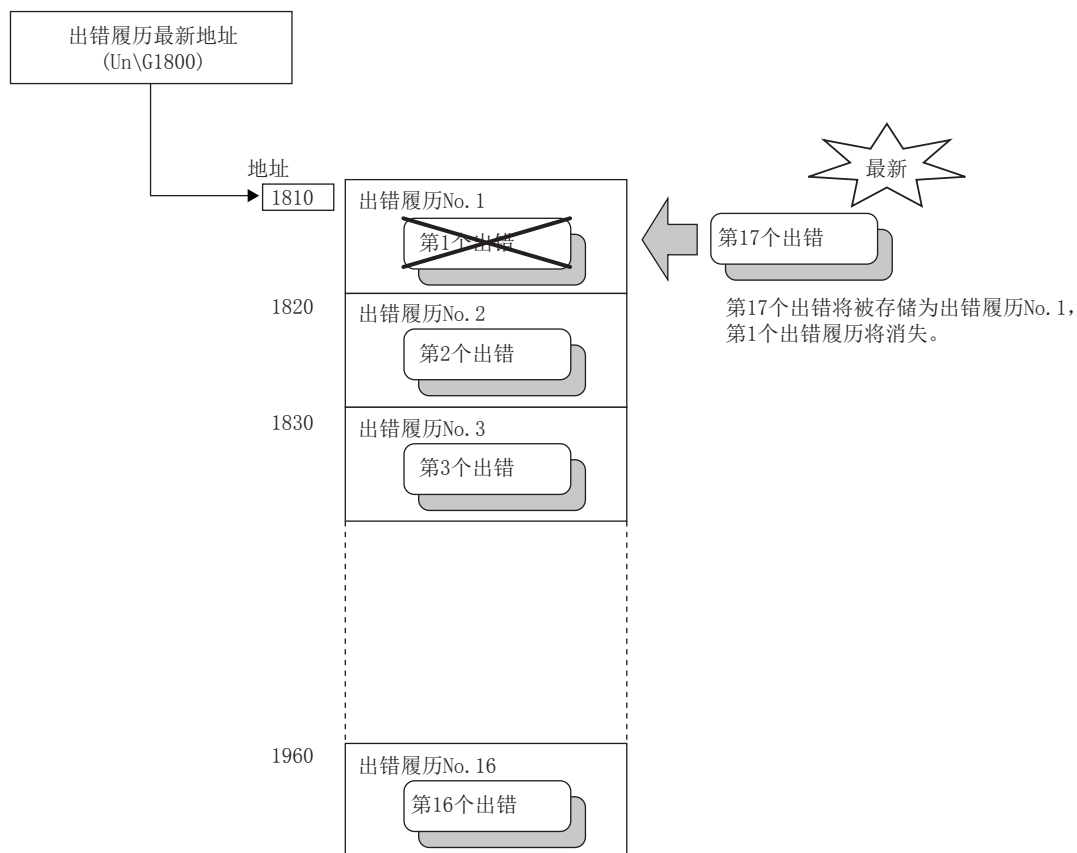 出错履历最新地址
(Un\G1800)
地址
1810
出错履历No.1
第1个出错
最新
第17个出错
第17个出错将被存储为出错履历No.1，
第1个出错履历将消失。
1820
出错履历No.2
第2个出错
1830
出错履历No.3
第3个出错
1960
出错履历No.16
第16个出错